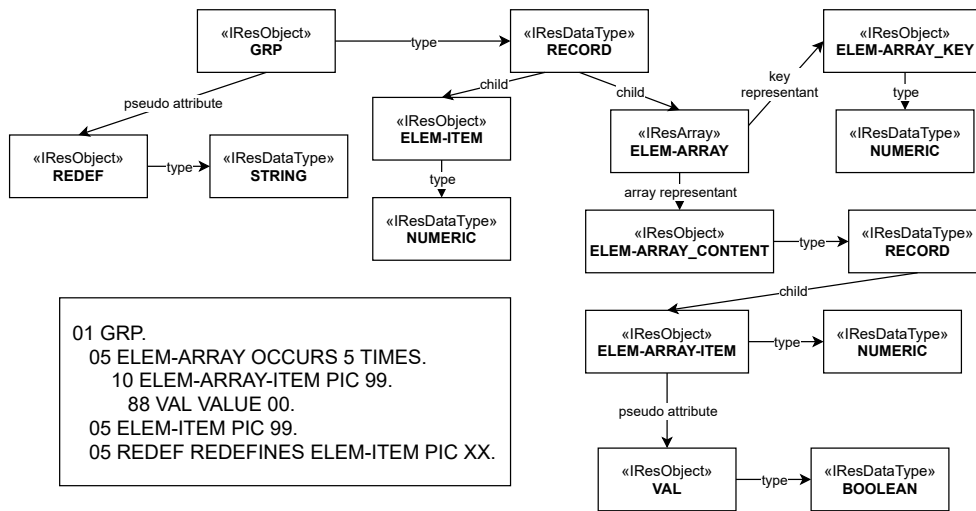 «IResObject»
GRP
type
«IResDataType»
RECORD
«IResObject»
ELEM-ARRAY_KEY
pseudo attribute
child
child
key
representant
type
«IResObject»
REDEF
type
«IResDataType»
STRING
«IResObject»
ELEM-ITEM
«IResArray»
ELEM-ARRAY
«IResDataType»
NUMERIC
type
array representant
«IResDataType»
NUMERIC
«IResObject»
ELEM-ARRAY_CONTENT
type
«IResDataType»
RECORD
child
«IResObject»
ELEM-ARRAY-ITEM
type
«IResDataType»
NUMERIC
pseudo attribute
«IResObject»
VAL
type
«IResDataType»
BOOLEAN
01 GRP.
05 ELEM-ARRAY OCCURS 5 TIMES.
10 ELEM-ARRAY-ITEM PIC 99.
88 VAL VALUE 00.
05 ELEM-ITEM PIC 99.
05 REDEF REDEFINES ELEM-ITEM PIC XX.